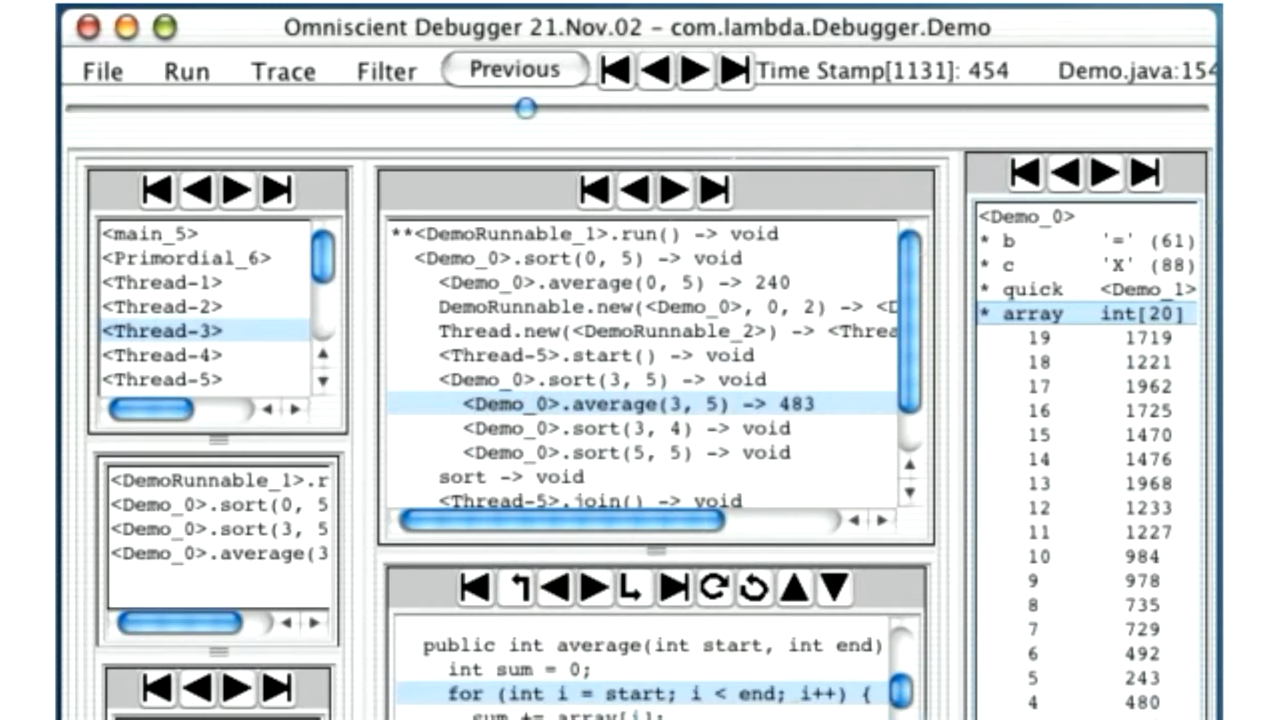 Omniscient Debugger 21.Nov.02 – com.lambda.Debugger.Demo
File Run Trace Filter Previous Time Stamp[1131]: 454 Demo.java:154
<main_5>
<Primordial_6>
<Thread-1>
<Thread-2>
<Thread-3>
<Thread-4>
<Thread-5>
<DemoRunnable_1>.r
<Demo_0>.sort(0, 5
<Demo_0>.sort(3, 5
<Demo_0>.average(3
**<DemoRunnable_1>.run() -> void
<Demo_0>.sort(0, 5) -> void
<Demo_0>.average(0, 5) -> 240
DemoRunnable.new(<Demo_0>, 0, 2) -> <D
Thread.new(<DemoRunnable_2>) -> <Threa
<Thread-5>.start() -> void
<Demo_0>.sort(3, 5) -> void
<Demo_0>.average(3, 5) -> 483
<Demo_0>.sort(3, 4) -> void
<Demo_0>.sort(5, 5) -> void
sort -> void
<Thread-5>.join() -> void
public int average(int start, int end)
int sum = 0;
for (int i = start; i < end; i++) {
sum += array[i];
<Demo_0>
* b '=' (61)
* c 'X' (88)
* quick <Demo_1>
* array int[20]
19 1719
18 1221
17 1962
16 1725
15 1470
14 1476
13 1968
12 1233
11 1227
10 984
9 978
8 735
7 729
6 492
5 243
4 480